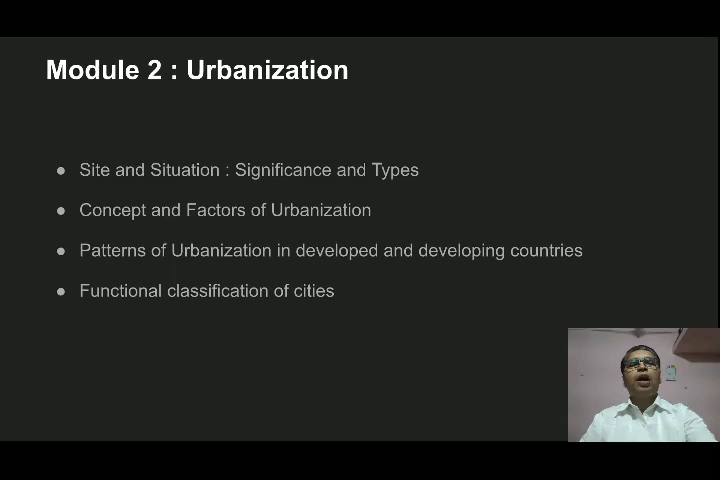 Module 2 : Urbanization
● Site and Situation : Significance and Types
● Concept and Factors of Urbanization
● Patterns of Urbanization in developed and developing countries
● Functional classification of cities